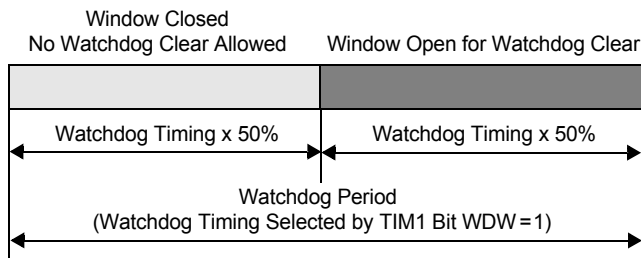 Window Closed
No Watchdog Clear Allowed
Window Open for Watchdog Clear
Watchdog Timing x 50%
Watchdog Timing x 50%
Watchdog Period
(Watchdog Timing Selected by TIM1 Bit WDW =1)